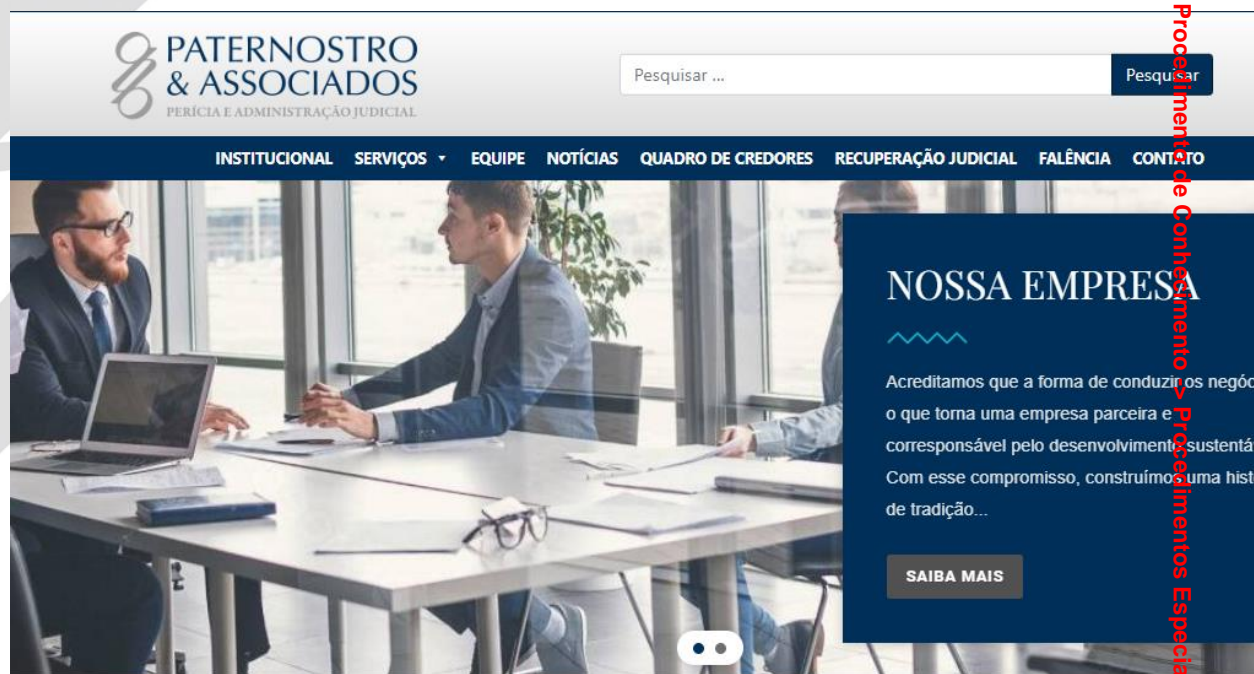 PATERNOSTRO
& ASSOCIADOS
PERÍCIA E ADMINISTRAÇÃO JUDICIAL
Pesquisar ...
Pesquisar
INSTITUCIONAL SERVIÇOS EQUIPE NOTÍCIAS QUADRO DE CREDORES RECUPERAÇÃO JUDICIAL FALÊNCIA CONTATO
NOSSA EMPRESA
Acreditamos que a forma de conduzir os negóc
o que torna uma empresa parceira e
corresponsável pelo desenvolvimento sustentá
Com esse compromisso, construímos uma hist
de tradição...
SAIBA MAIS
Procedimento de Conhecimento -> Procedimentos Especia